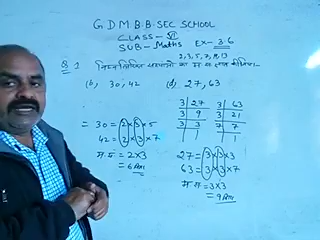 G D M B. B. SEC SCHOOL
CLASS - VI
SUB - Maths EX - 3.6
2, 3, 5, 7, 11, 13
Q. 1 निम्नलिखित संख्याओं का म स ज्ञात कीजिए
(b) 30, 42 (d) 27, 63
3 27 3 63
3 9 3 21
3 3 7 7
1 1
= 30 = 2×3×5
42 = 2×3×7
म. स = 2×3
= 6 Ans
27 = 3×3×3
63 = 3×3×7
म स = 3×3
= 9 Ans